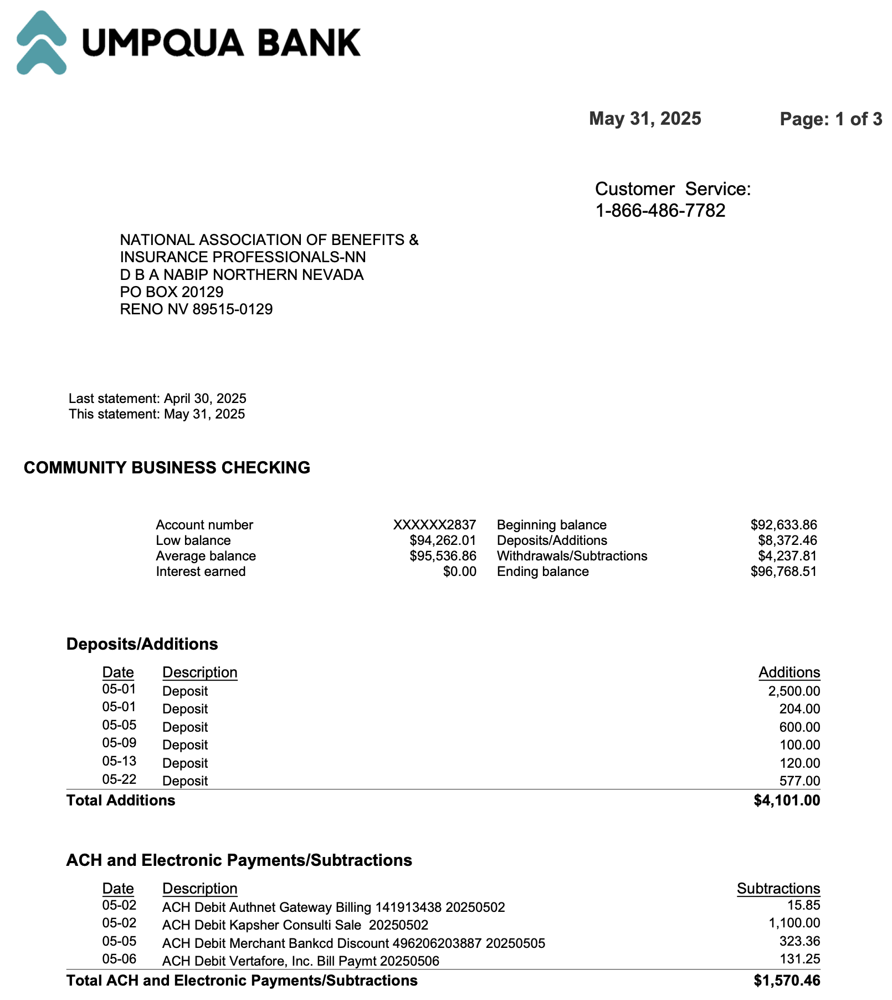 UMPQUA BANK
May 31, 2025 Page: 1 of 3
Customer Service:
1-866-486-7782
NATIONAL ASSOCIATION OF BENEFITS &
INSURANCE PROFESSIONALS-NN
D B A NABIP NORTHERN NEVADA
PO BOX 20129
RENO NV 89515-0129
Last statement: April 30, 2025
This statement: May 31, 2025
COMMUNITY BUSINESS CHECKING
Account number XXXXXX2837 Beginning balance $92,633.86
Low balance $94,262.01 Deposits/Additions $8,372.46
Average balance $95,536.86 Withdrawals/Subtractions $4,237.81
Interest earned $0.00 Ending balance $96,768.51
Deposits/Additions
Date Description Additions
05-01 Deposit 2,500.00
05-01 Deposit 204.00
05-05 Deposit 600.00
05-09 Deposit 100.00
05-13 Deposit 120.00
05-22 Deposit 577.00
Total Additions $4,101.00
ACH and Electronic Payments/Subtractions
Date Description Subtractions
05-02 ACH Debit Authnet Gateway Billing 141913438 20250502 15.85
05-02 ACH Debit Kapsher Consulti Sale 20250502 1,100.00
05-05 ACH Debit Merchant Bankcd Discount 496206203887 20250505 323.36
05-06 ACH Debit Vertafore, Inc. Bill Paymt 20250506 131.25
Total ACH and Electronic Payments/Subtractions $1,570.46